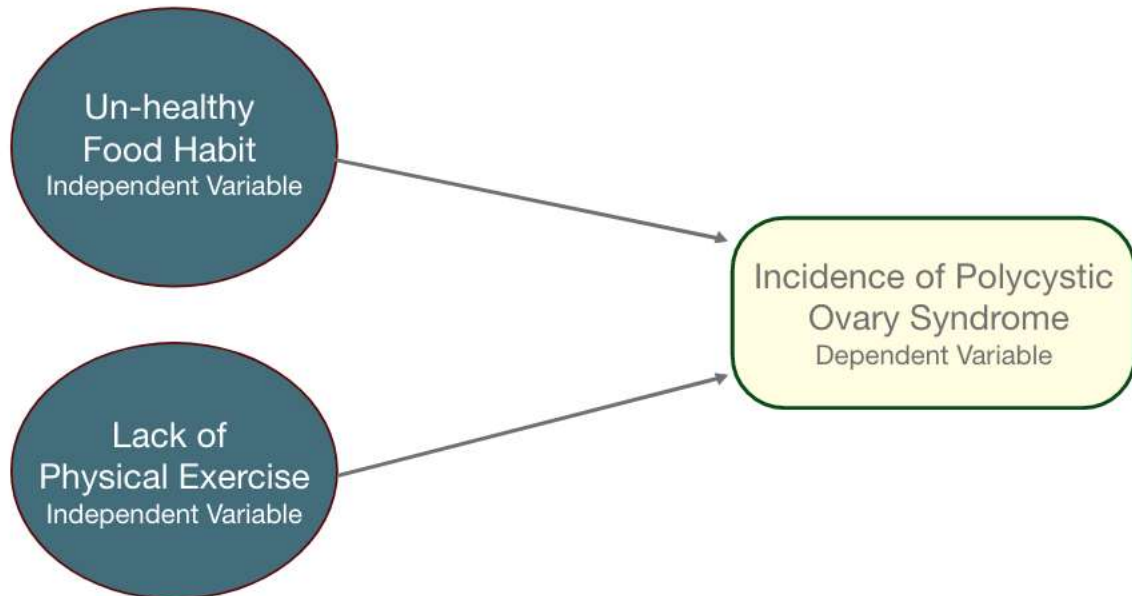 Un-healthy
Food Habit
Independent Variable
Incidence of Polycystic
Ovary Syndrome
Dependent Variable
Lack of
Physical Exercise
Independent Variable